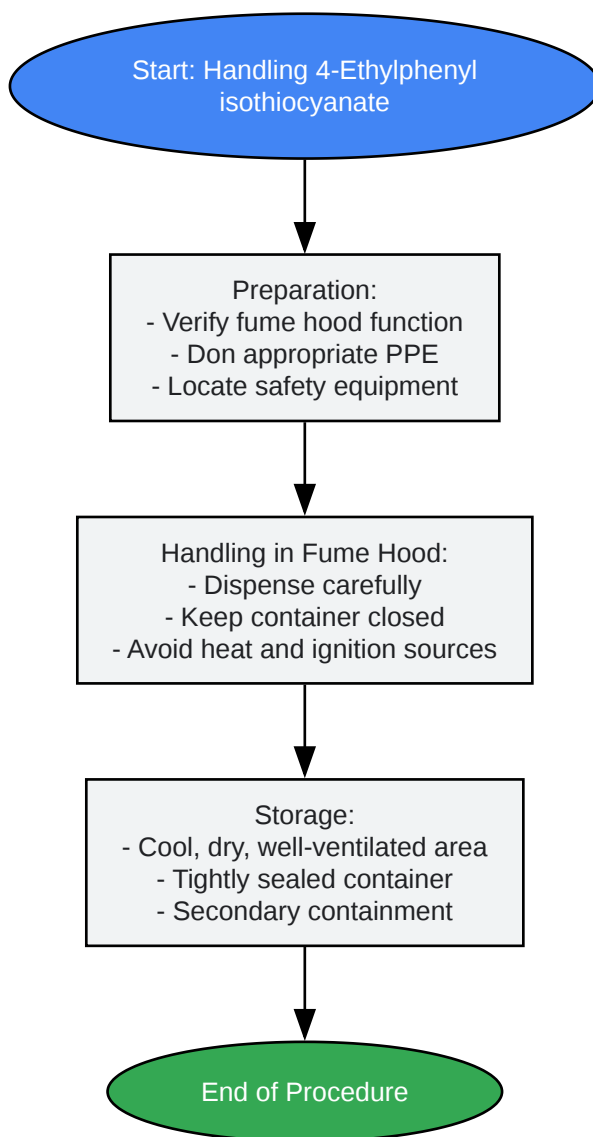 Start: Handling 4-Ethylphenyl
isothiocyanate
Preparation:
- Verify fume hood function
- Don appropriate PPE
- Locate safety equipment
Handling in Fume Hood:
- Dispense carefully
- Keep container closed
- Avoid heat and ignition sources
Storage:
- Cool, dry, well-ventilated area
- Tightly sealed container
- Secondary containment
End of Procedure